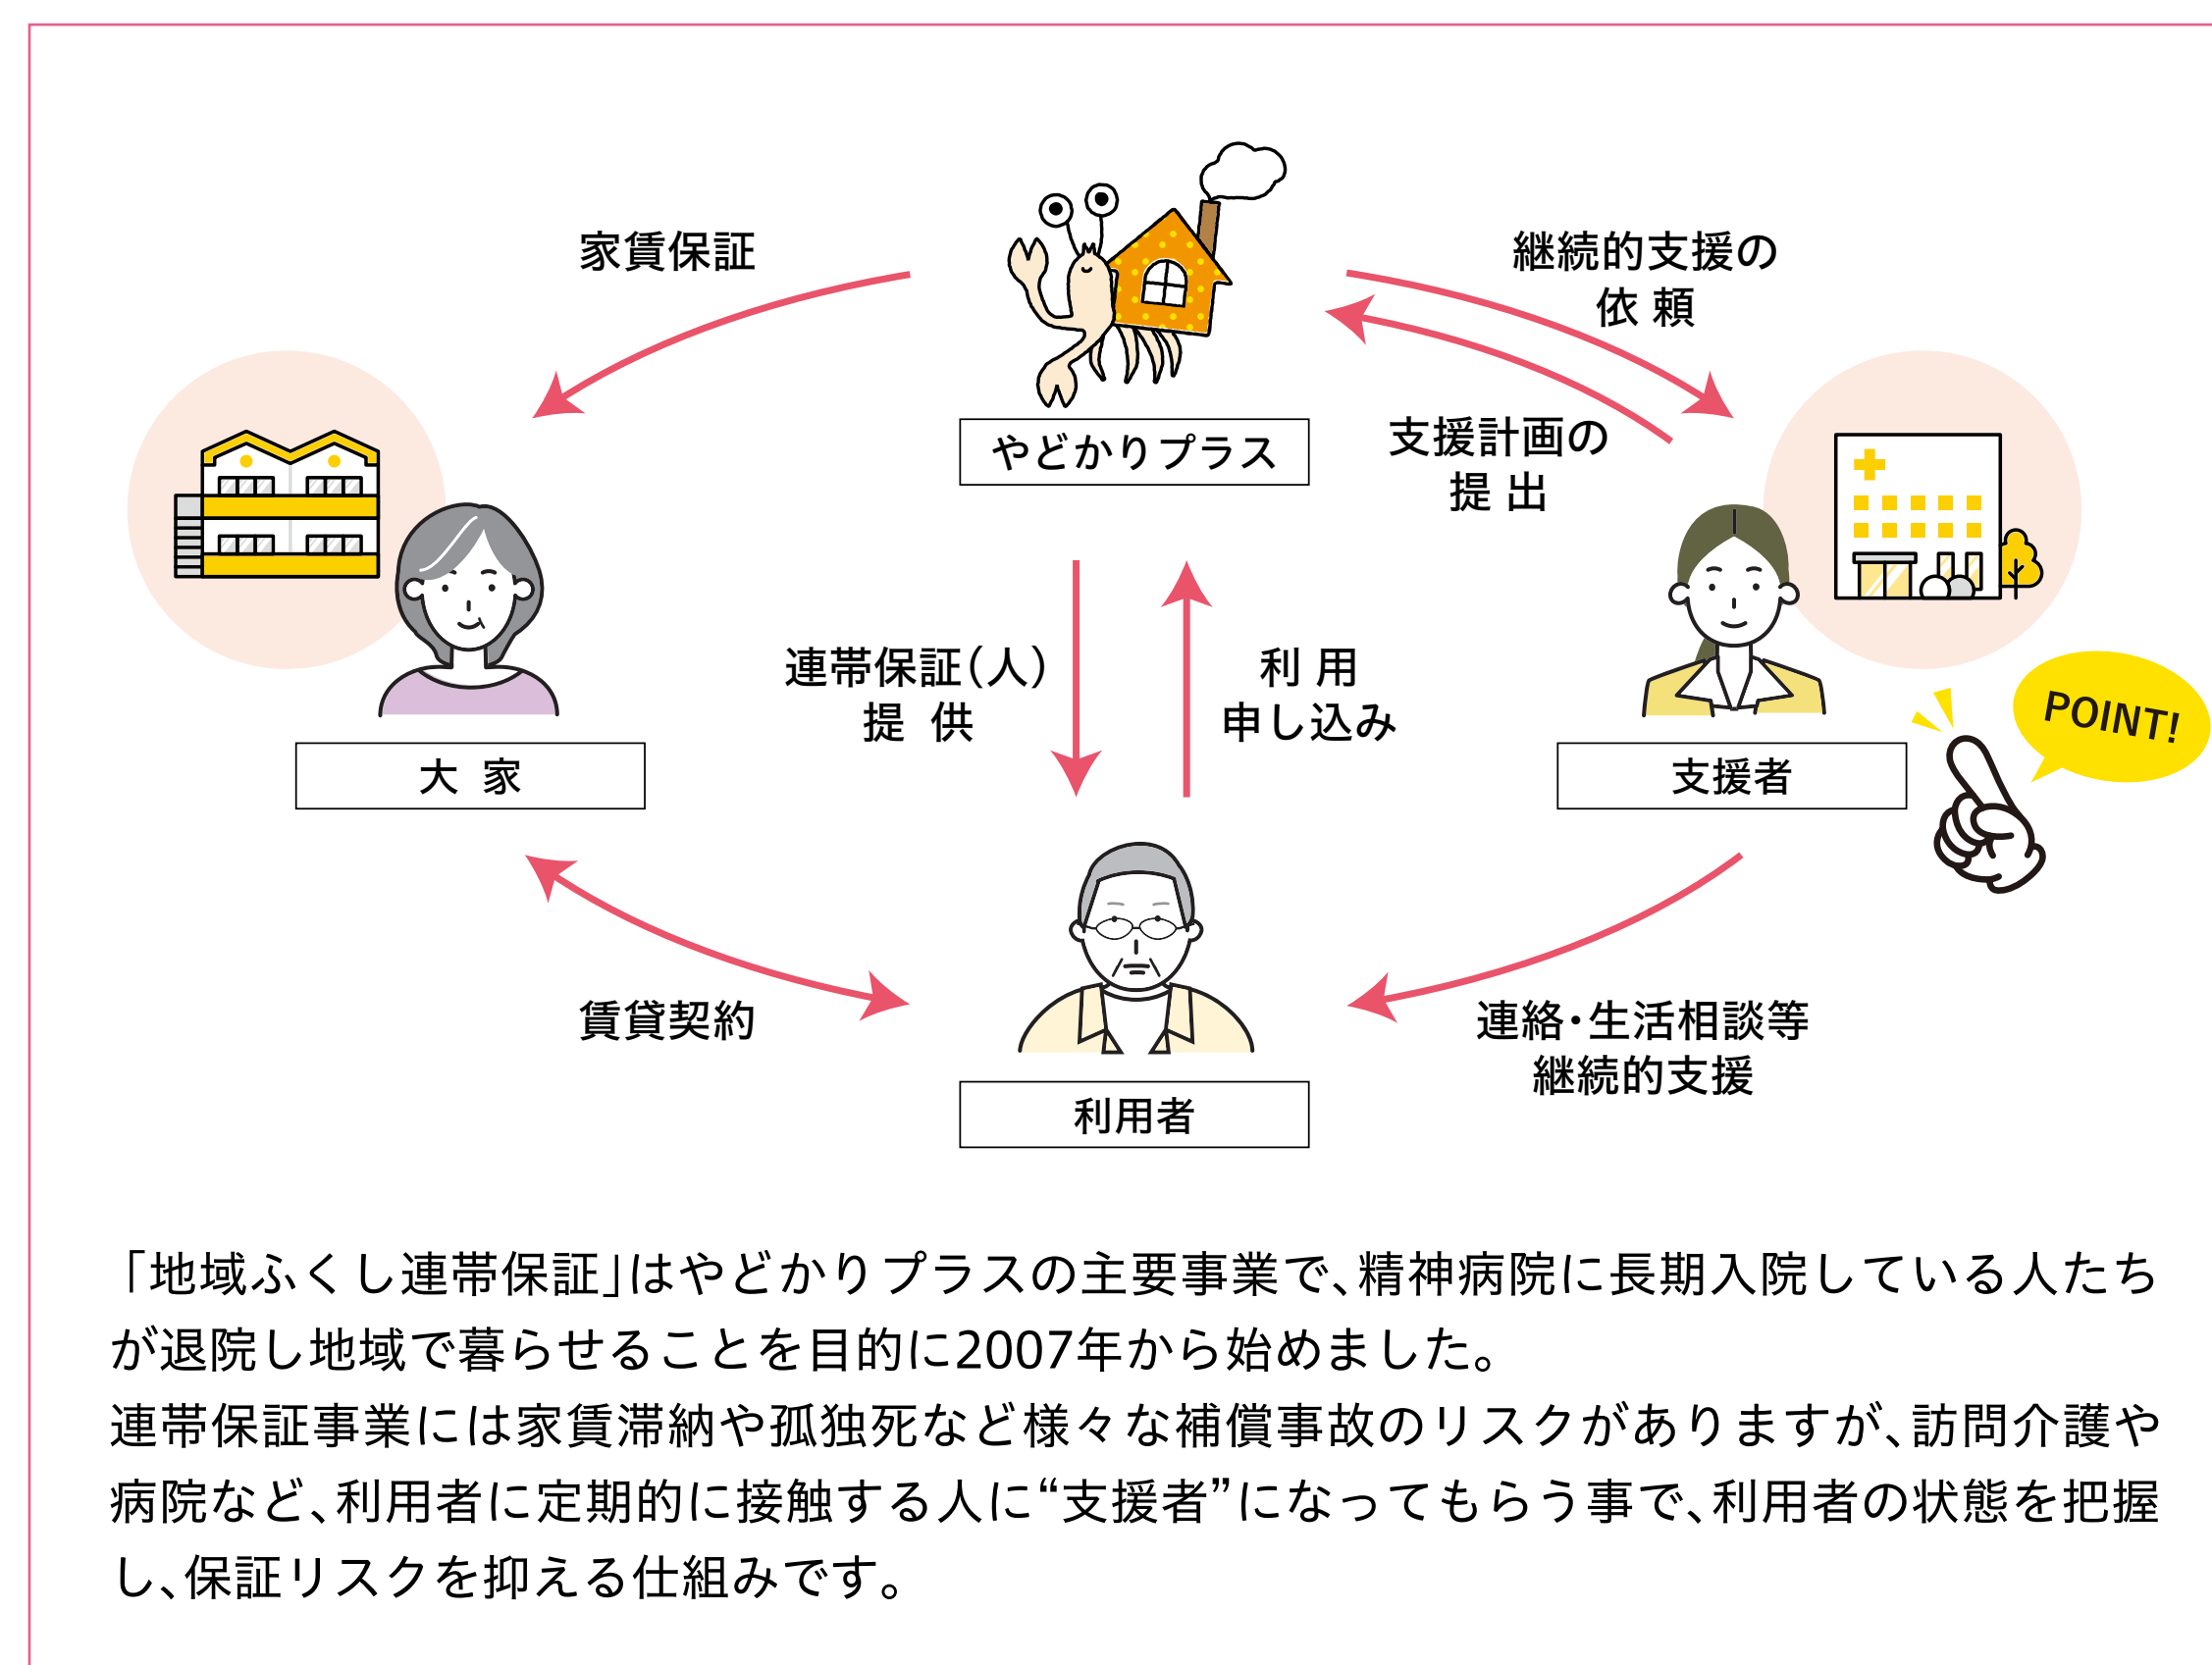 家賃保証
継続的支援の
依 頼
やどかりプラス
支援計画の
提 出
連帯保証(人)
提 供
利 用
申し込み
POINT!
大 家
支援者
賃貸契約
連絡・生活相談等
継続的支援
利用者
「地域ふくし連帯保証」はやどかりプラスの主要事業で、精神病院に長期入院している人たち
が退院し地域で暮らせることを目的に2007年から始めました。
連帯保証事業には家賃滞納や孤独死など様々な補償事故のリスクがありますが、訪問介護や
病院など、利用者に定期的に接触する人に“支援者”になってもらう事で、利用者の状態を把握
し、保証リスクを抑える仕組みです。